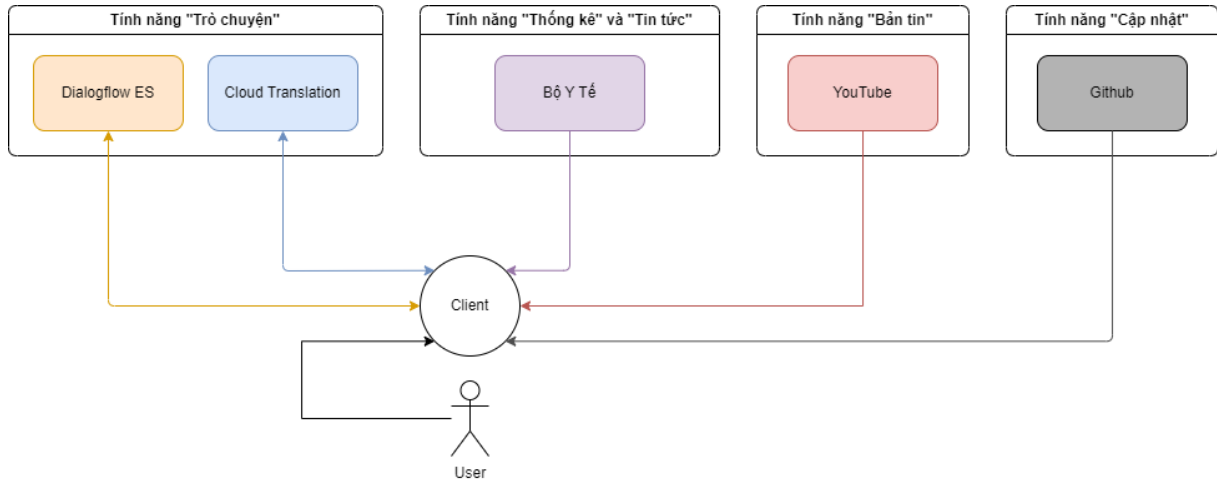 Tính năng "Trò chuyện"
Tính năng "Thống kê" và "Tin tức"
Tính năng "Bản tin"
Tính năng "Cập nhật"
Dialogflow ES
Cloud Translation
Bộ Y Tế
YouTube
Github
Client
User